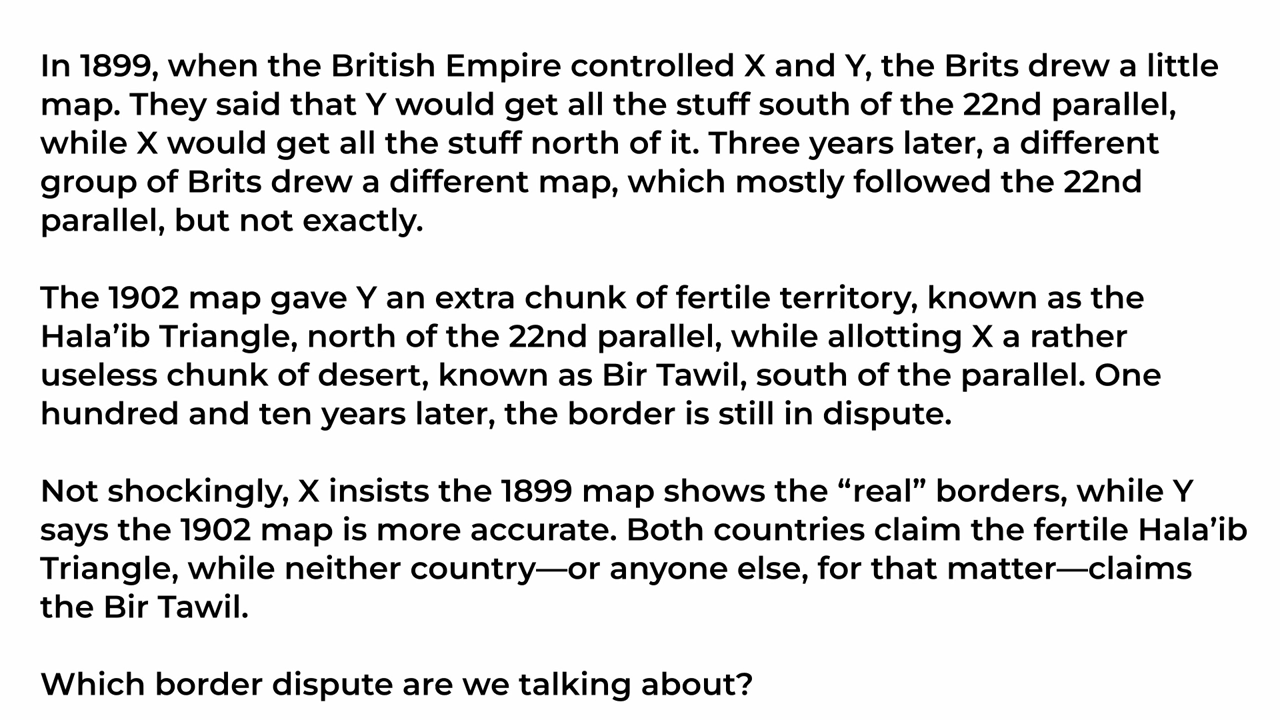 In 1899, when the British Empire controlled X and Y, the Brits drew a little
map. They said that Y would get all the stuff south of the 22nd parallel,
while X would get all the stuff north of it. Three years later, a different
group of Brits drew a different map, which mostly followed the 22nd
parallel, but not exactly.
The 1902 map gave Y an extra chunk of fertile territory, known as the
Hala’ib Triangle, north of the 22nd parallel, while allotting X a rather
useless chunk of desert, known as Bir Tawil, south of the parallel. One
hundred and ten years later, the border is still in dispute.
Not shockingly, X insists the 1899 map shows the “real” borders, while Y
says the 1902 map is more accurate. Both countries claim the fertile Hala’ib
Triangle, while neither country—or anyone else, for that matter—claims
the Bir Tawil.
Which border dispute are we talking about?